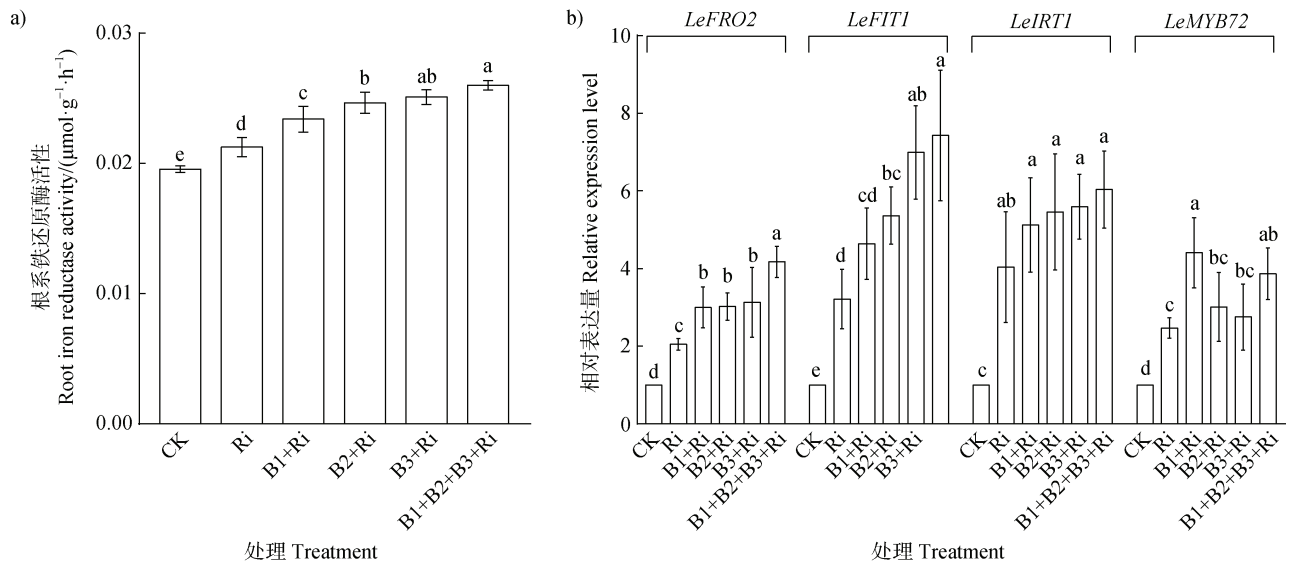 a)
根系铁还原酶活性
Root iron reductase activity/(μmol·g⁻¹·h⁻¹)
0.03
0.02
0.01
0.00
e
d
c
b
ab
a
CK
Ri
B1+Ri
B2+Ri
B3+Ri
B1+B2+B3+Ri
处理 Treatment
b)
相对表达量 Relative expression level
10
8
6
4
2
0
LeFRO2
LeFIT1
LeIRT1
LeMYB72
d
c
b
b
b
a
e
d
cd
bc
ab
a
c
ab
a
a
a
a
d
c
a
bc
bc
ab
CK
Ri
B1+Ri
B2+Ri
B3+Ri
B1+B2+B3+Ri
CK
Ri
B1+Ri
B2+Ri
B3+Ri
CK
Ri
B1+Ri
B2+Ri
B3+Ri
B1+B2+B3+Ri
CK
Ri
B1+Ri
B2+Ri
B3+Ri
B1+B2+B3+Ri
处理 Treatment